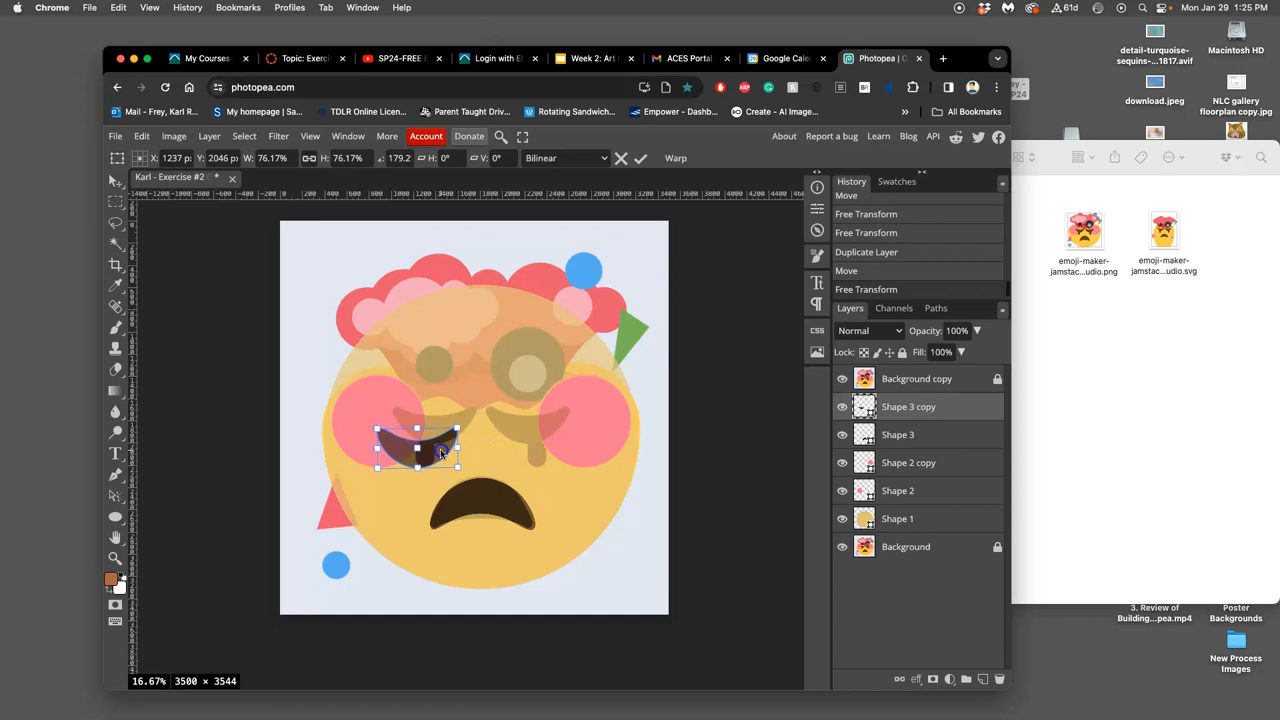 Chrome File Edit View History Bookmarks Profiles Tab Window Help 61d Mon Jan 29 1:25 PM
My Courses Topic: Exerci SP24-FREE Login with El Week 2: Art ACES Portal Google Calen Photopea | O
photopea.com
Mail - Frey, Karl R... My homepage | Sa... TDLR Online Licen... Parent Taught Driv... Rotating Sandwich... Empower - Dashb... Create - AI Image... All Bookmarks
File Edit Image Layer Select Filter View Window More Account Donate About Report a bug Learn Blog API
X: 1237 p Y: 2046 p W: 76.17% H: 76.17% 179.2 H: 0° V: 0° Bilinear Warp
Karl - Exercise #2 *
History Swatches
Move
Free Transform
Free Transform
Duplicate Layer
Move
Free Transform
Layers Channels Paths
Normal Opacity: 100%
Lock: Fill: 100%
Background copy
Shape 3 copy
Shape 3
Shape 2 copy
Shape 2
Shape 1
Background
CSS
eff
16.67% 3500 × 3544
emoji-maker-jamstac...udio.png
emoji-maker-jamstac...udio.svg
detail-turquoise-sequins-...1817.avif
Macintosh HD
download.jpeg
NLC gallery floorplan copy.jpg
3. Review of Building...pea.mp4
Poster Backgrounds
New Process Images